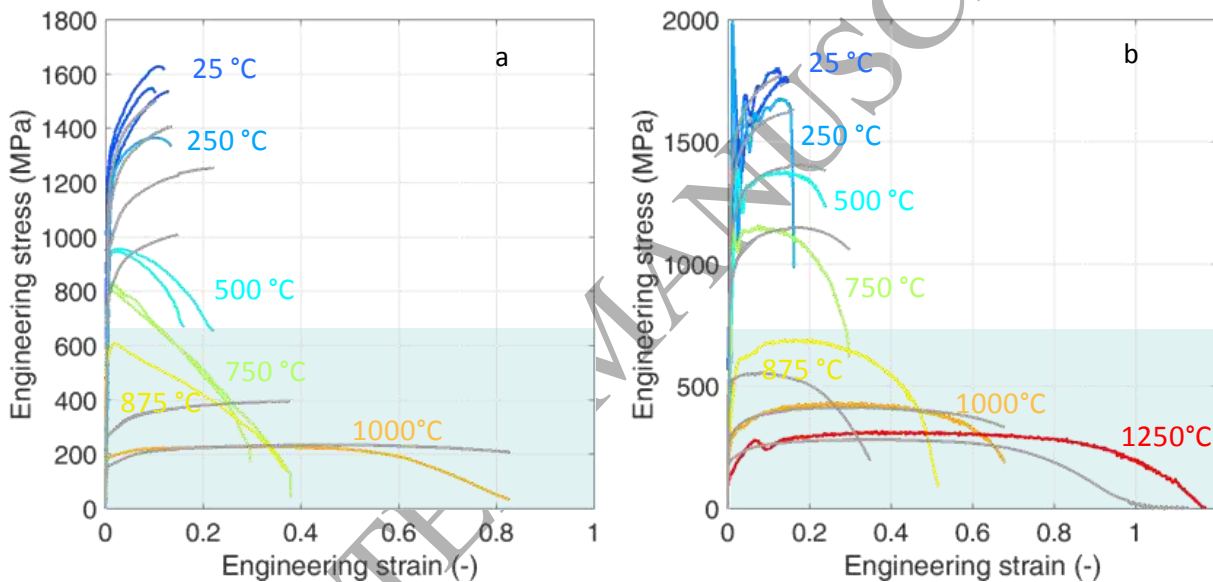 a
25 °C
250 °C
500 °C
750 °C
875 °C
1000°C
1800
1600
1400
1200
1000
800
600
400
200
0
0
0.2
0.4
0.6
0.8
1
Engineering stress (MPa)
Engineering strain (-)
b
25 °C
250 °C
500 °C
750 °C
875 °C
1000°C
1250°C
2000
1500
1000
500
0
0
0.2
0.4
0.6
0.8
1
Engineering stress (MPa)
Engineering strain (-)
TE MANUSC